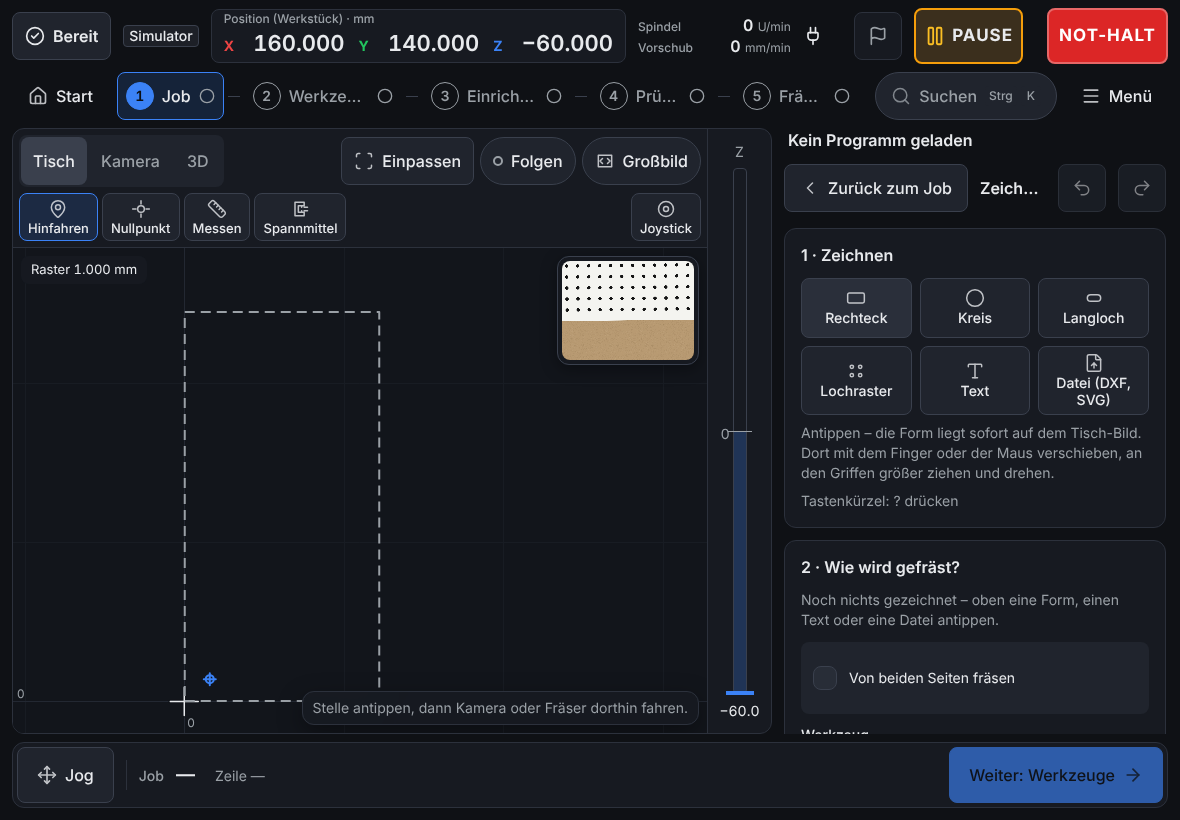 Bereit
Simulator
Position (Werkstück) · mm
X 160.000 Y 140.000 Z −60.000
Spindel 0 U/min
Vorschub 0 mm/min
PAUSE
NOT-HALT
Start
1 Job
2 Werkze...
3 Einrich...
4 Prü...
5 Frä...
Suchen Strg K
Menü
Tisch
Kamera
3D
Einpassen
Folgen
Großbild
Hinfahren
Nullpunkt
Messen
Spannmittel
Joystick
Raster 1.000 mm
0
0
Stelle antippen, dann Kamera oder Fräser dorthin fahren.
Z
0
−60.0
Kein Programm geladen
Zurück zum Job
Zeich...
1 · Zeichnen
Rechteck
Kreis
Langloch
Lochraster
Text
Datei (DXF,
SVG)
Antippen – die Form liegt sofort auf dem Tisch-Bild.
Dort mit dem Finger oder der Maus verschieben, an
den Griffen größer ziehen und drehen.
Tastenkürzel: ? drücken
2 · Wie wird gefräst?
Noch nichts gezeichnet – oben eine Form, einen
Text oder eine Datei antippen.
Von beiden Seiten fräsen
Werkzeug
Jog
Job —
Zeile —
Weiter: Werkzeuge